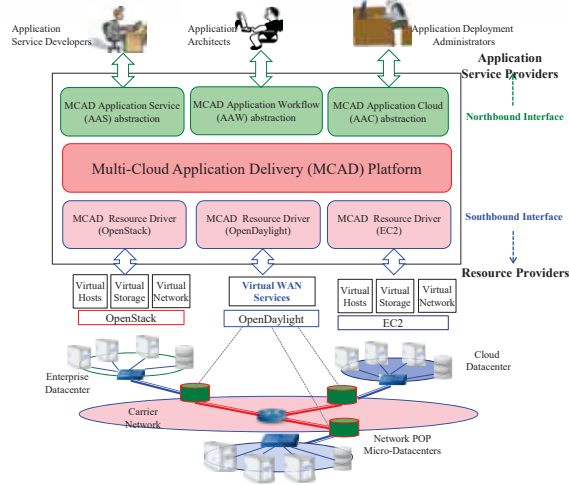 Application
Service Developers
Application
Architects
Application Deployment
Administrators
Application
Service Providers
MCAD Application Service
(AAS) abstraction
MCAD Application Workflow
(AAW) abstraction
MCAD Application Cloud
(AAC) abstraction
Northbound Interface
Multi-Cloud Application Delivery (MCAD) Platform
MCAD Resource Driver
(OpenStack)
MCAD Resource Driver
(OpenDaylight)
MCAD Resource Driver
(EC2)
Southbound Interface
Resource Providers
Virtual
Hosts
Virtual
Storage
Virtual
Network
OpenStack
Virtual WAN
Services
OpenDaylight
Virtual
Hosts
Virtual
Storage
Virtual
Network
EC2
Enterprise
Datacenter
Cloud
Datacenter
Carrier
Network
Network POP
Micro-Datacenters